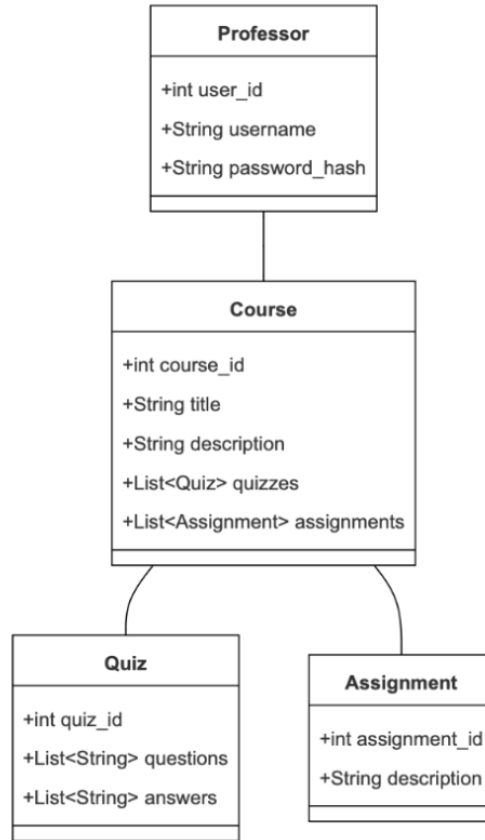 Professor
+int user_id
+String username
+String password_hash
Course
+int course_id
+String title
+String description
+List<Quiz> quizzes
+List<Assignment> assignments
Quiz
+int quiz_id
+List<String> questions
+List<String> answers
Assignment
+int assignment_id
+String description